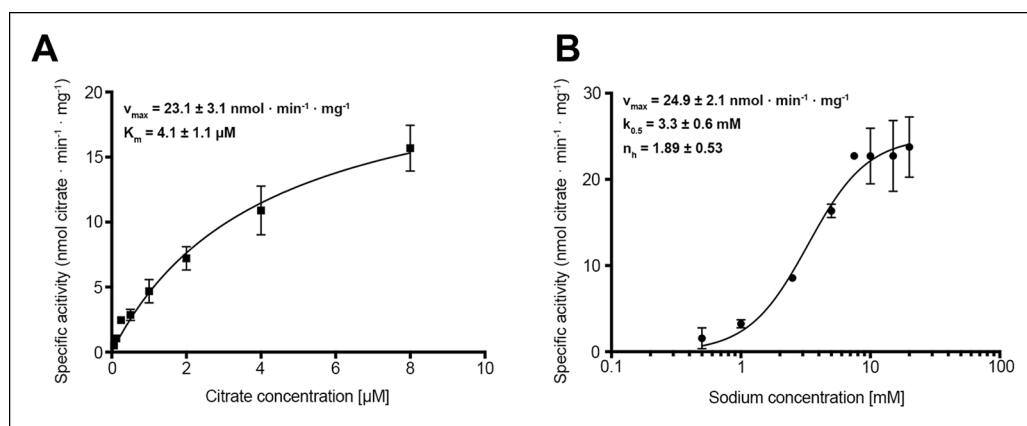 A
20
15
10
5
0
0
2
4
6
8
10
Specific acitivity (nmol citrate · min⁻¹ · mg⁻¹)
Citrate concentration [µM]
vmax = 23.1 ± 3.1 nmol · min⁻¹ · mg⁻¹
Km = 4.1 ± 1.1 µM
B
30
20
10
0
0.1
1
10
100
Specific acitivity (nmol citrate · min⁻¹ · mg⁻¹)
Sodium concentration [mM]
vmax = 24.9 ± 2.1 nmol · min⁻¹ · mg⁻¹
k0.5 = 3.3 ± 0.6 mM
nh = 1.89 ± 0.53